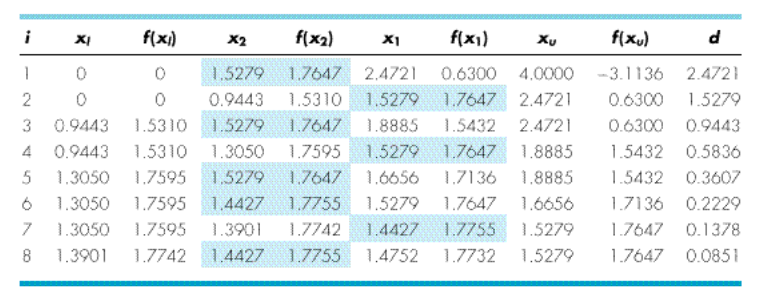 i x_l f(x_l) x_2 f(x_2) x_1 f(x_1) x_u f(x_u) d
1 0 0 1.5279 1.7647 2.4721 0.6300 4.0000 −3.1136 2.4721
2 0 0 0.9443 1.5310 1.5279 1.7647 2.4721 0.6300 1.5279
3 0.9443 1.5310 1.5279 1.7647 1.8885 1.5432 2.4721 0.6300 0.9443
4 0.9443 1.5310 1.3050 1.7595 1.5279 1.7647 1.8885 1.5432 0.5836
5 1.3050 1.7595 1.5279 1.7647 1.6656 1.7136 1.8885 1.5432 0.3607
6 1.3050 1.7595 1.4427 1.7755 1.5279 1.7647 1.6656 1.7136 0.2229
7 1.3050 1.7595 1.3901 1.7742 1.4427 1.7755 1.5279 1.7647 0.1378
8 1.3901 1.7742 1.4427 1.7755 1.4752 1.7732 1.5279 1.7647 0.0851